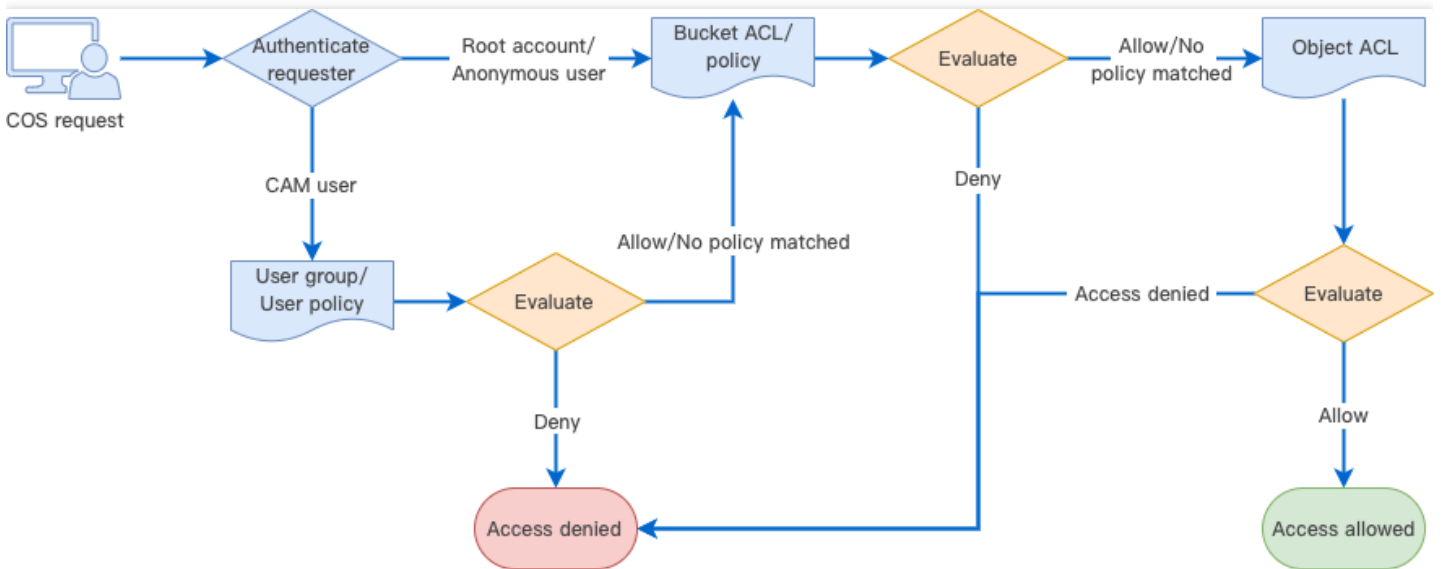 Authenticate
requester
Root account/
Anonymous user
Bucket ACL/
policy
Evaluate
Allow/No
policy matched
Object ACL
COS request
CAM user
Deny
Allow/No policy matched
User group/
User policy
Evaluate
Access denied
Evaluate
Deny
Allow
Access denied
Access allowed